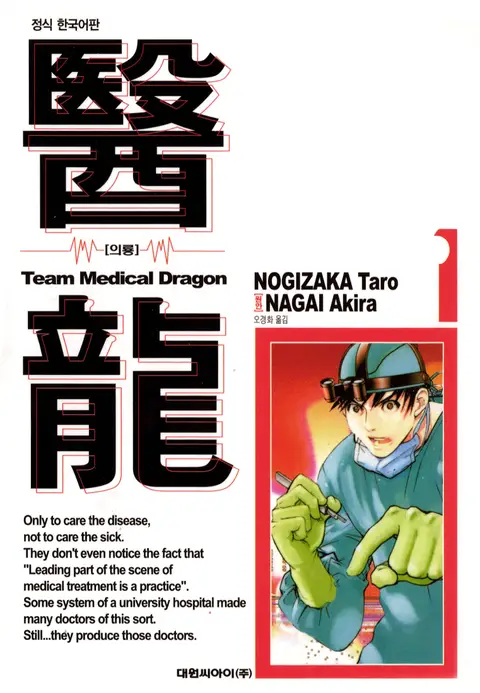 정식 한국어판
醫
[의룡]
Team Medical Dragon
龍
1
NOGIZAKA Taro
[원안] NAGAI Akira
오경화 옮김
Only to care the disease,
not to care the sick.
They don't even notice the fact that
"Leading part of the scene of
medical treatment is a practice".
Some system of a university hospital made
many doctors of this sort.
Still...they produce those doctors.
대원씨아이(주)